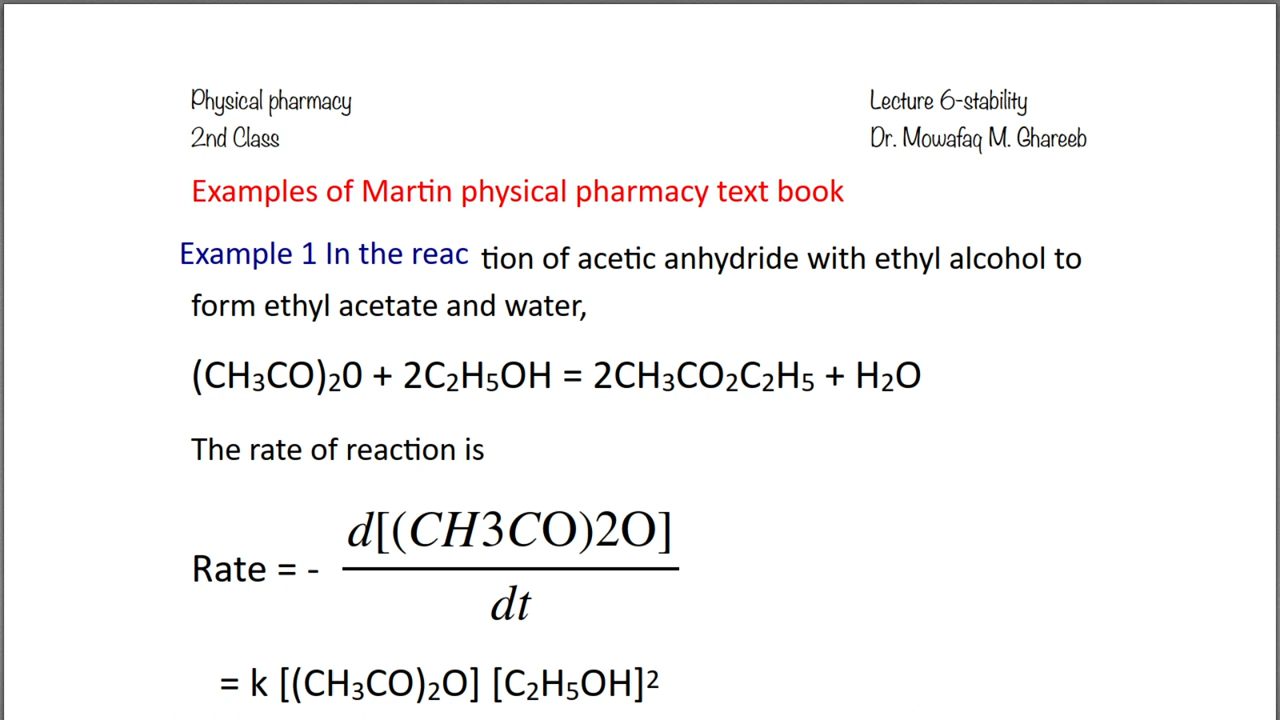 Physical pharmacy
Lecture 6-stability
2nd Class
Dr. Mowafaq M. Ghareeb
Examples of Martin physical pharmacy text book
Example 1 In the reac tion of acetic anhydride with ethyl alcohol to
form ethyl acetate and water,
(CH₃CO)₂0 + 2C₂H₅OH = 2CH₃CO₂C₂H₅ + H₂O
The rate of reaction is
d[(CH3CO)2O]
Rate = -
dt
= k [(CH₃CO)₂O] [C₂H₅OH]²